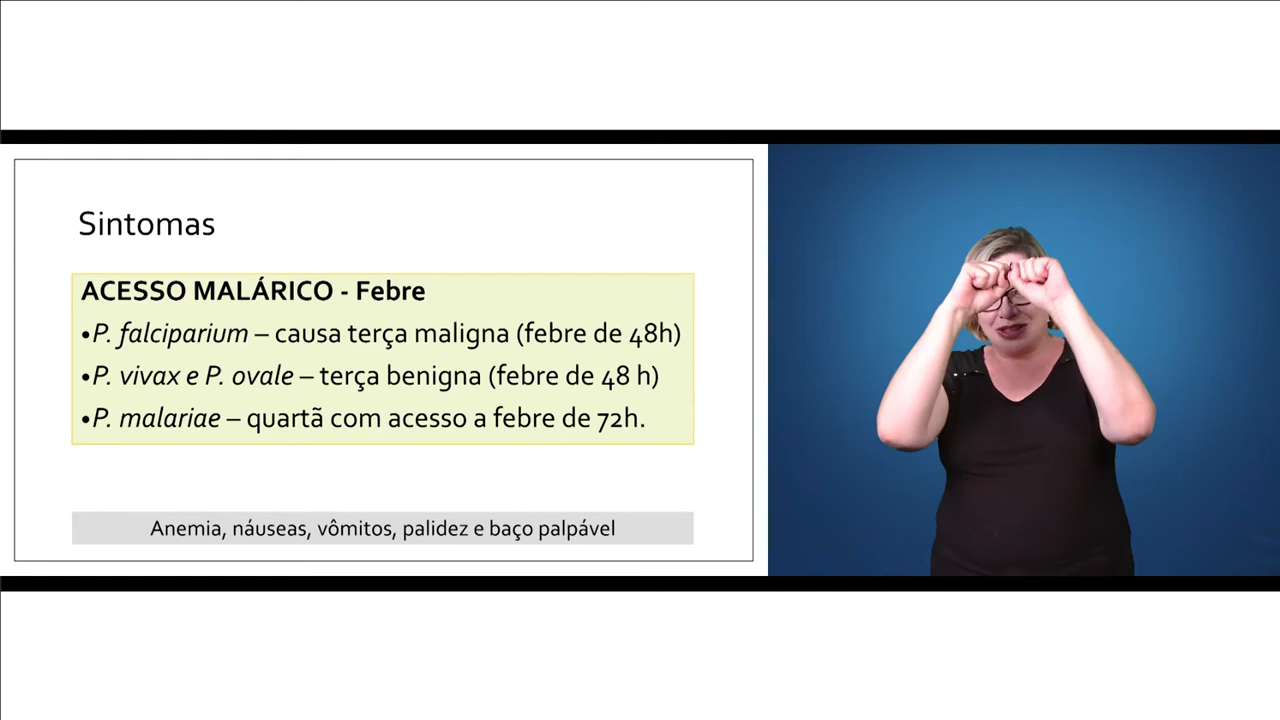 Sintomas
ACESSO MALÁRICO - Febre
•P. falciparium – causa terça maligna (febre de 48h)
•P. vivax e P. ovale – terça benigna (febre de 48 h)
•P. malariae – quartã com acesso a febre de 72h.
Anemia, náuseas, vômitos, palidez e baço palpável